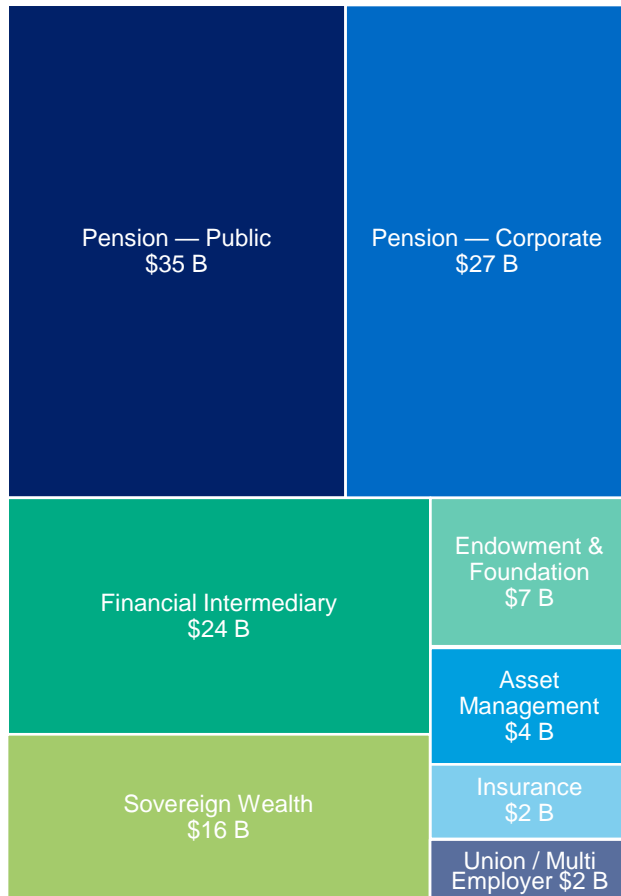 Pension — Public
$35 B
Pension — Corporate
$27 B
Financial Intermediary
$24 B
Endowment &
Foundation
$7 B
Asset
Management
$4 B
Sovereign Wealth
$16 B
Insurance
$2 B
Union / Multi
Employer $2 B